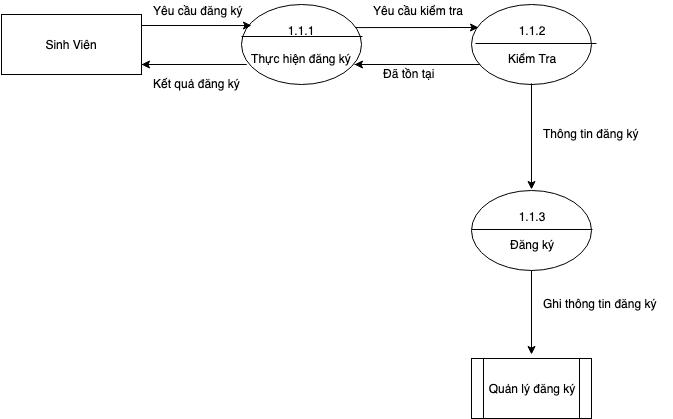 Yêu cầu đăng ký
Yêu cầu kiểm tra
1.1.1
1.1.2
Sinh Viên
Thực hiện đăng ký
Kiểm Tra
Đã tồn tại
Kết quả đăng ký
Thông tin đăng ký
1.1.3
Đăng ký
Ghi thông tin đăng ký
Quản lý đăng ký